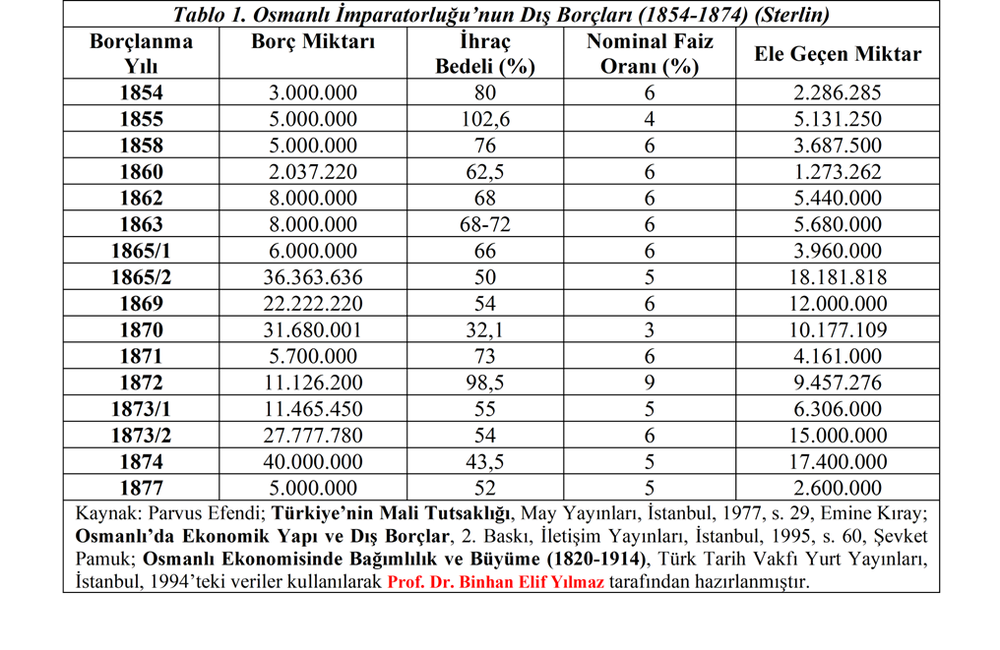 Tablo 1. Osmanlı İmparatorluğu’nun Dış Borçları (1854-1874) (Sterlin)
Borçlanma Yılı Borç Miktarı İhraç Bedeli (%) Nominal Faiz Oranı (%) Ele Geçen Miktar
1854 3.000.000 80 6 2.286.285
1855 5.000.000 102,6 4 5.131.250
1858 5.000.000 76 6 3.687.500
1860 2.037.220 62,5 6 1.273.262
1862 8.000.000 68 6 5.440.000
1863 8.000.000 68-72 6 5.680.000
1865/1 6.000.000 66 6 3.960.000
1865/2 36.363.636 50 5 18.181.818
1869 22.222.220 54 6 12.000.000
1870 31.680.001 32,1 3 10.177.109
1871 5.700.000 73 6 4.161.000
1872 11.126.200 98,5 9 9.457.276
1873/1 11.465.450 55 5 6.306.000
1873/2 27.777.780 54 6 15.000.000
1874 40.000.000 43,5 5 17.400.000
1877 5.000.000 52 5 2.600.000
Kaynak: Parvus Efendi; Türkiye’nin Mali Tutsaklığı, May Yayınları, İstanbul, 1977, s. 29, Emine Kıray;
Osmanlı’da Ekonomik Yapı ve Dış Borçlar, 2. Baskı, İletişim Yayınları, İstanbul, 1995, s. 60, Şevket
Pamuk; Osmanlı Ekonomisinde Bağımlılık ve Büyüme (1820-1914), Türk Tarih Vakfı Yurt Yayınları,
İstanbul, 1994’teki veriler kullanılarak Prof. Dr. Binhan Elif Yılmaz tarafından hazırlanmıştır.